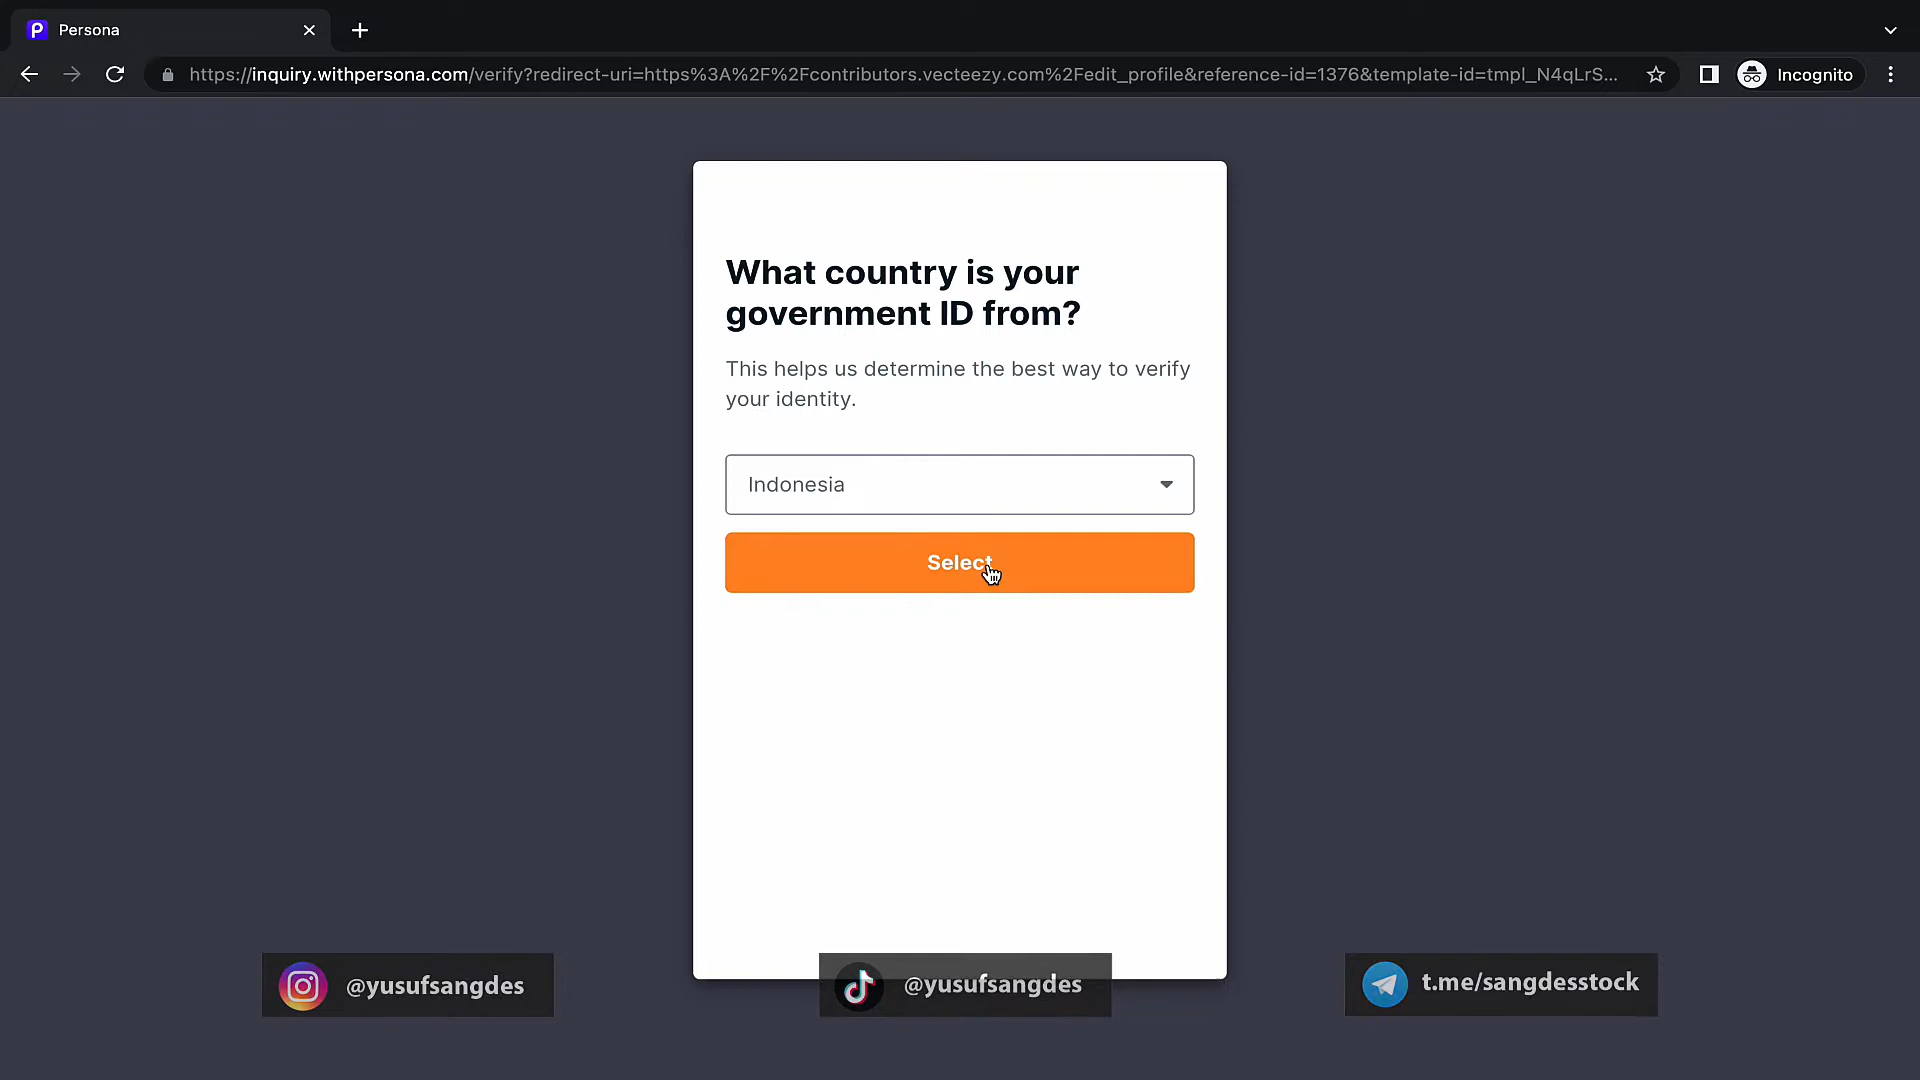 Persona
https://inquiry.withpersona.com/verify?redirect-uri=https%3A%2F%2Fcontributors.vecteezy.com%2Fedit_profile&reference-id=1376&template-id=tmpl_N4qLrS...
Incognito
What country is your
government ID from?
This helps us determine the best way to verify
your identity.
Indonesia
Select
@yusufsangdes
@yusufsangdes
t.me/sangdesstock